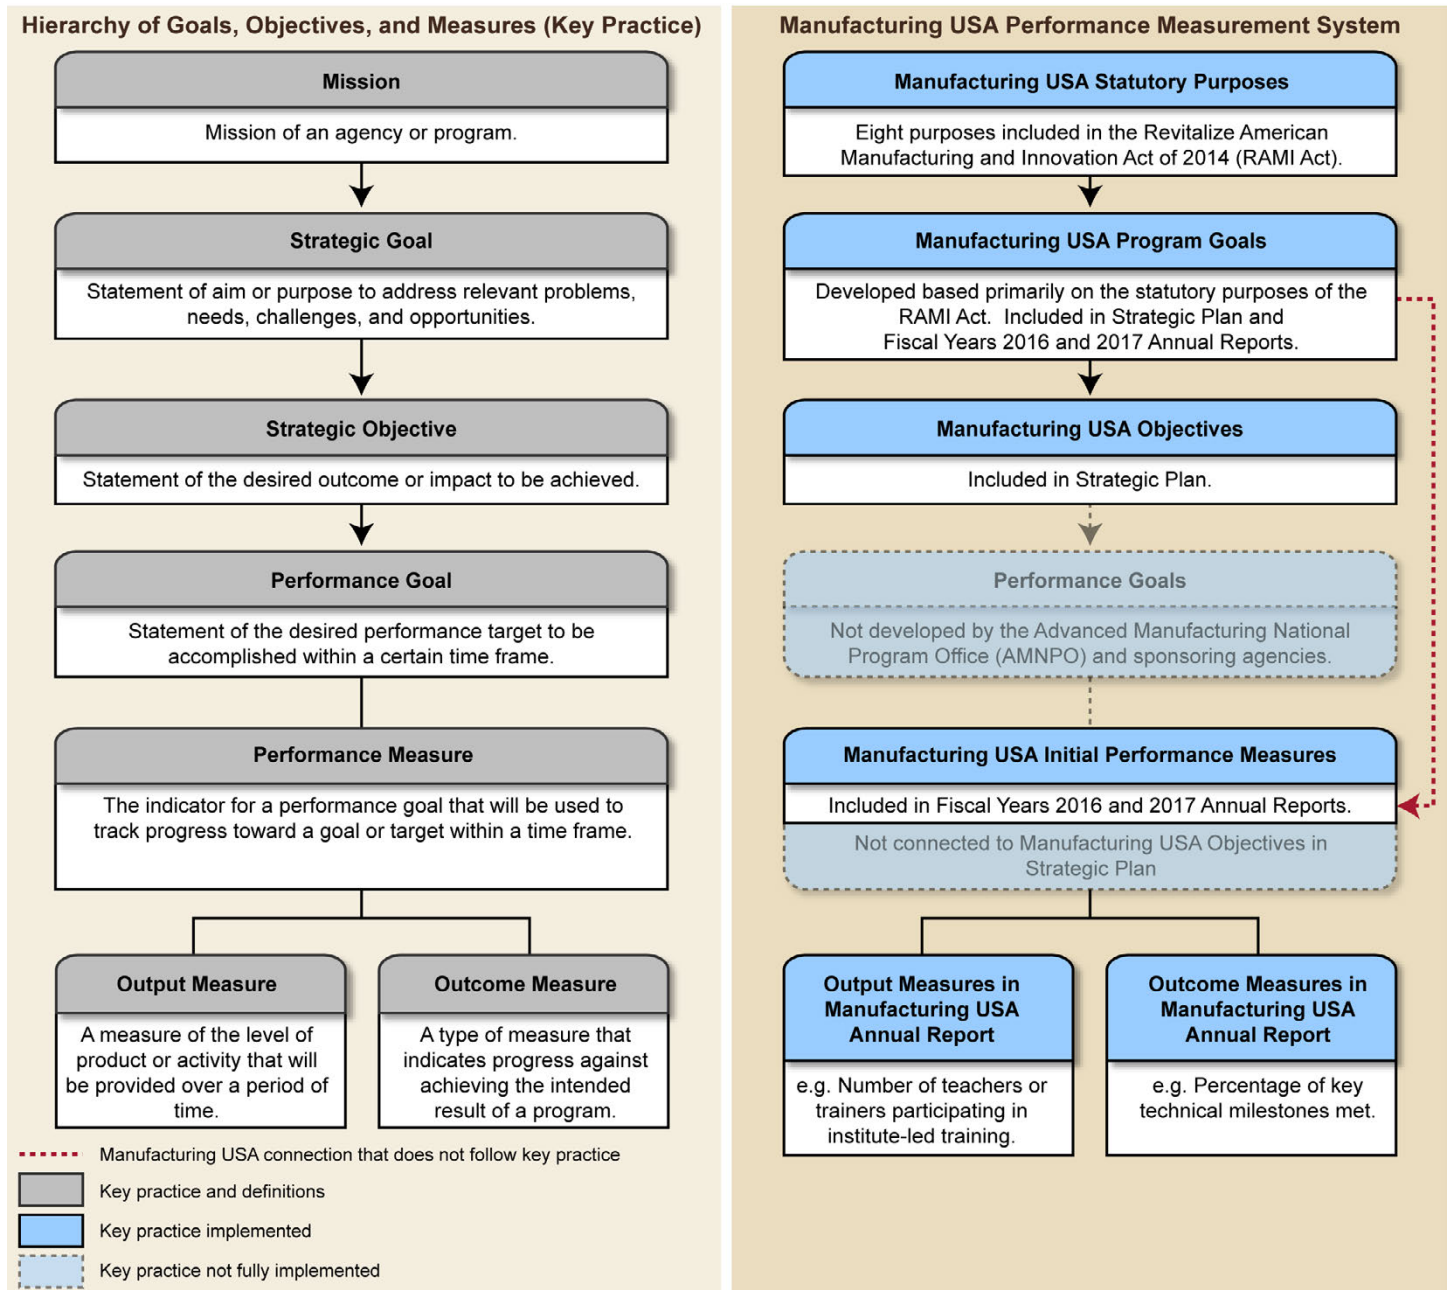 Hierarchy of Goals, Objectives, and Measures (Key Practice)
Mission
Mission of an agency or program.
Strategic Goal
Statement of aim or purpose to address relevant problems,
needs, challenges, and opportunities.
Strategic Objective
Statement of the desired outcome or impact to be achieved.
Performance Goal
Statement of the desired performance target to be
accomplished within a certain time frame.
Performance Measure
The indicator for a performance goal that will be used to
track progress toward a goal or target within a time frame.
Output Measure
A measure of the level of
product or activity that will
be provided over a period of
time.
Outcome Measure
A type of measure that
indicates progress against
achieving the intended
result of a program.
Manufacturing USA connection that does not follow key practice
Key practice and definitions
Key practice implemented
Key practice not fully implemented
Manufacturing USA Performance Measurement System
Manufacturing USA Statutory Purposes
Eight purposes included in the Revitalize American
Manufacturing and Innovation Act of 2014 (RAMI Act).
Manufacturing USA Program Goals
Developed based primarily on the statutory purposes of the
RAMI Act. Included in Strategic Plan and
Fiscal Years 2016 and 2017 Annual Reports.
Manufacturing USA Objectives
Included in Strategic Plan.
Performance Goals
Not developed by the Advanced Manufacturing National
Program Office (AMNPO) and sponsoring agencies.
Manufacturing USA Initial Performance Measures
Included in Fiscal Years 2016 and 2017 Annual Reports.
Not connected to Manufacturing USA Objectives in
Strategic Plan
Output Measures in
Manufacturing USA
Annual Report
e.g. Number of teachers or
trainers participating in
institute-led training.
Outcome Measures in
Manufacturing USA
Annual Report
e.g. Percentage of key
technical milestones met.